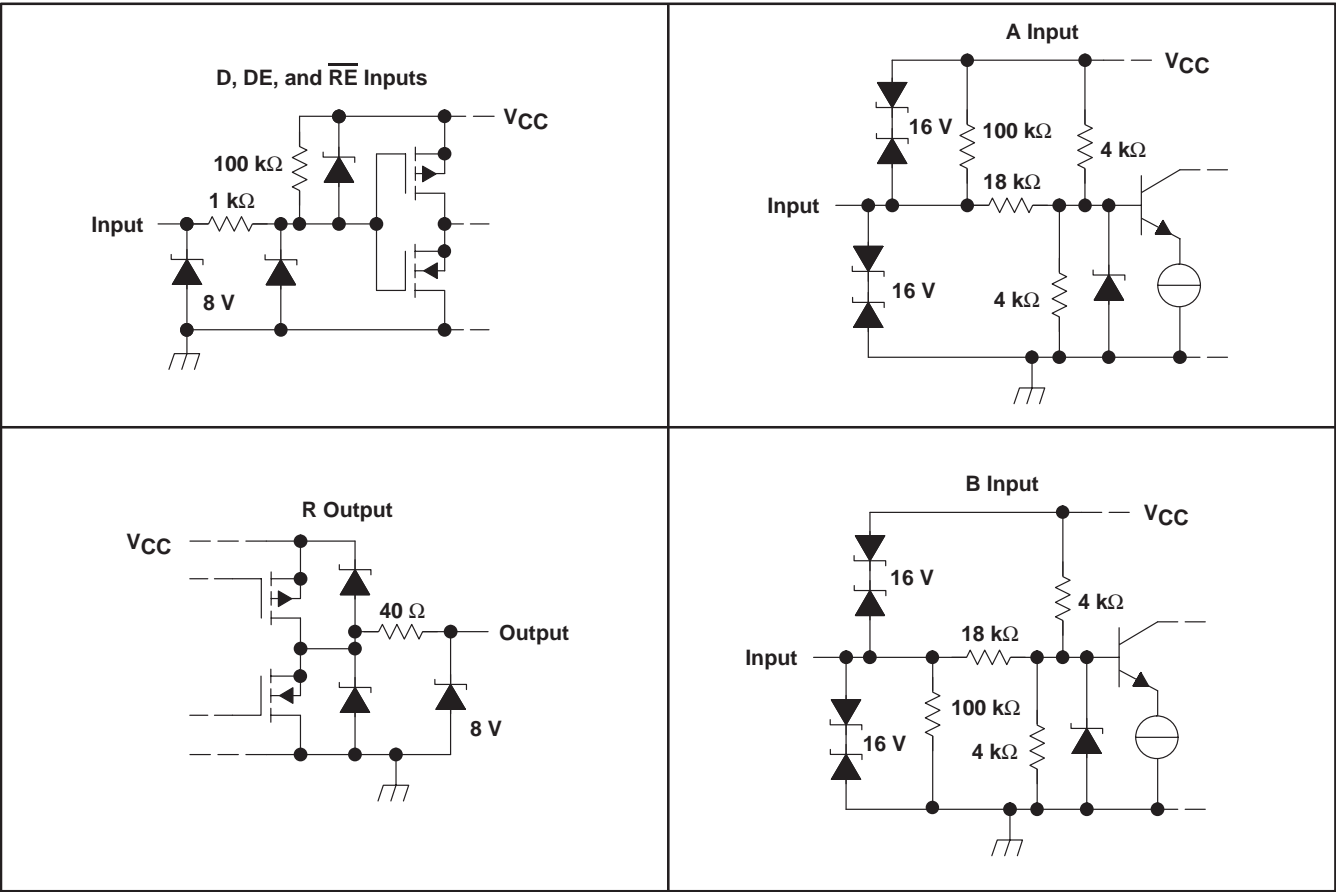 D, DE, and R̅E̅ Inputs
VCC
100 kΩ
1 kΩ
Input
8 V
A Input
VCC
16 V
100 kΩ
4 kΩ
18 kΩ
Input
16 V
4 kΩ
R Output
VCC
40 Ω
Output
8 V
B Input
VCC
16 V
4 kΩ
18 kΩ
Input
100 kΩ
16 V
4 kΩ